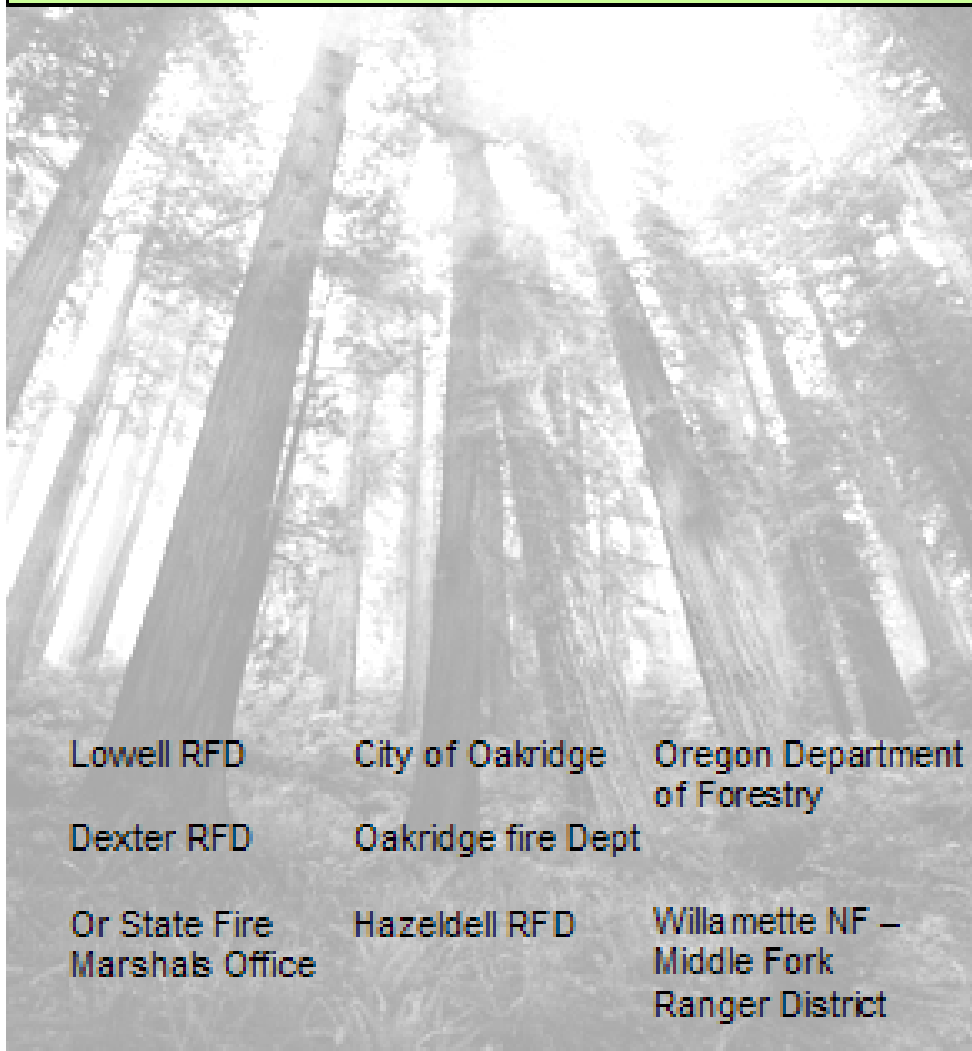 Lowell RFD
City of Oakridge
Oregon Department
of Forestry
Dexter RFD
Oakridge fire Dept
Or State Fire
Marshals Office
Hazeldell RFD
Willamette NF –
Middle Fork
Ranger District